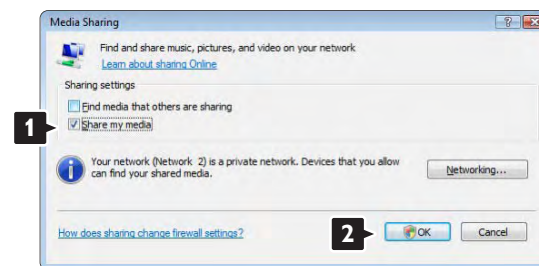 Media Sharing
Find and share music, pictures, and video on your network
Learn about sharing Online
Sharing settings
Find media that others are sharing
1
Share my media
Your network (Network 2) is a private network. Devices that you allow
can find your shared media.
Networking...
How does sharing change firewall settings?
2
OK
Cancel